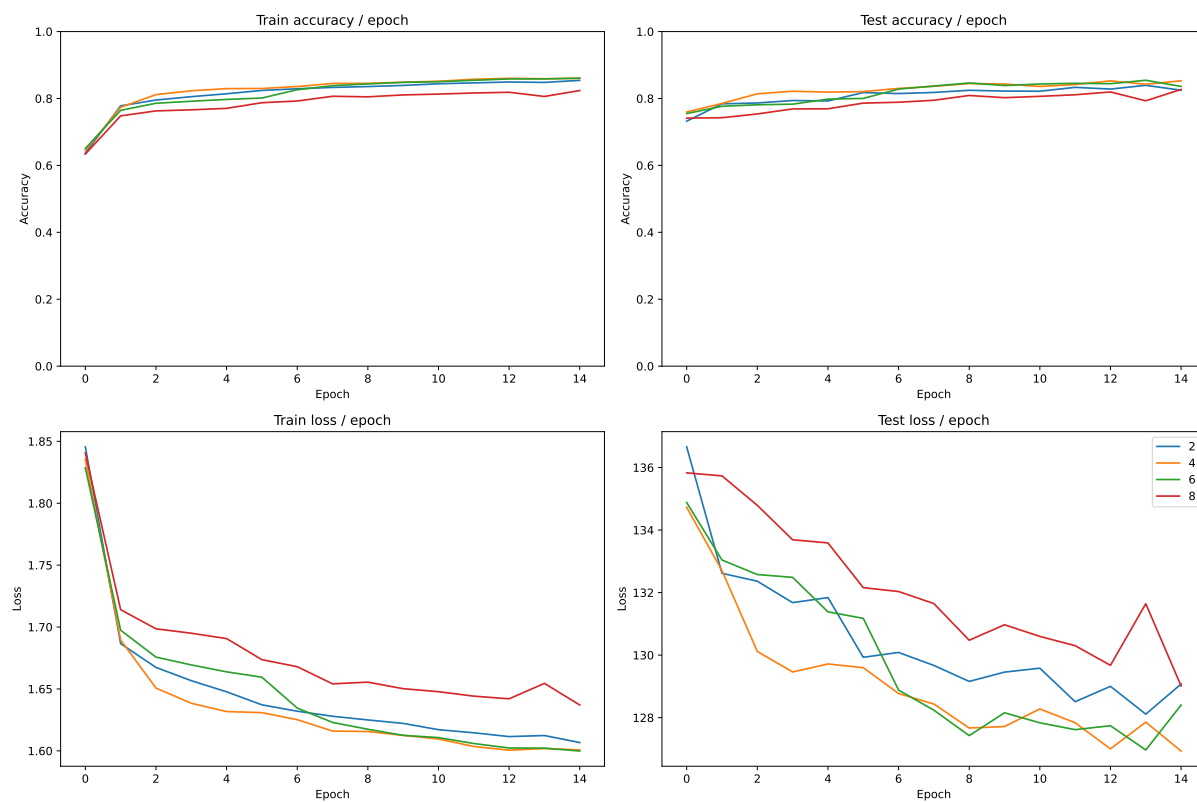 Train accuracy / epoch
1.0
0.8
0.6
0.4
0.2
0.0
Accuracy
0 2 4 6 8 10 12 14
Epoch
Test accuracy / epoch
1.0
0.8
0.6
0.4
0.2
0.0
Accuracy
0 2 4 6 8 10 12 14
Epoch
Train loss / epoch
1.85
1.80
1.75
1.70
1.65
1.60
Loss
0 2 4 6 8 10 12 14
Epoch
Test loss / epoch
136
134
132
130
128
Loss
0 2 4 6 8 10 12 14
Epoch
2
4
6
8